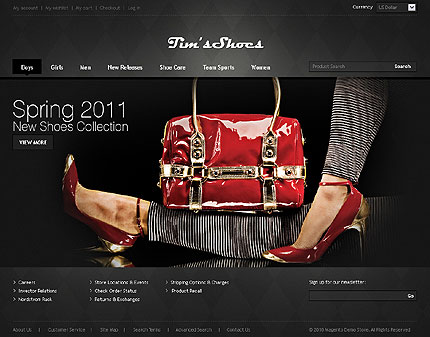 My account | My wishlist | My cart | Checkout | Log in
Currency: US Dollar
Tim'sShoes
Boys Girls Men New Releases Shoe Care Team Sports Women
Product Search Search
Spring 2011
New Shoes Collection
VIEW MORE
Careers Store Locations & Events Shipping Options & Charges
Investor Relations Check Order Status Product Recall
Nordstrom Rack Returns & Exchanges
Sign up for our newsletter:
Go
About Us | Customer Service | Site Map | Search Terms | Advanced Search | Contact Us
© 2010 Magento Demo Store. All Rights Reserved.